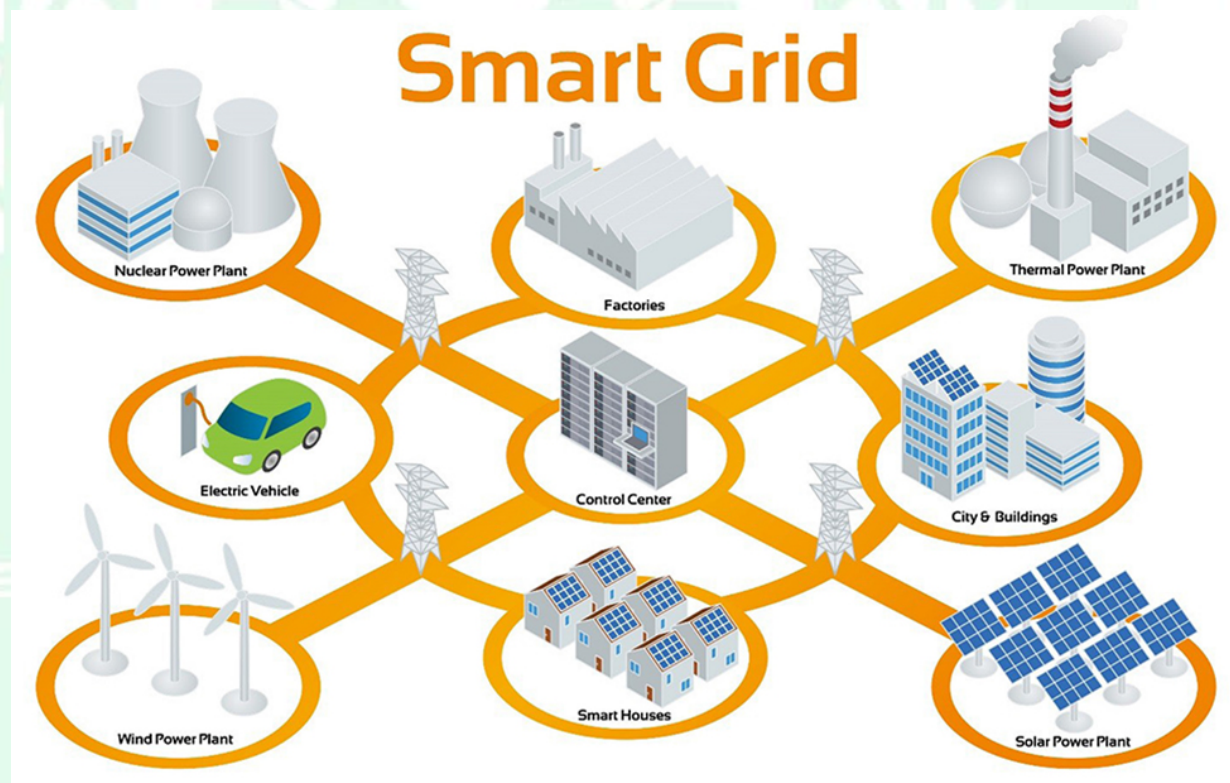 Smart Grid
Nuclear Power Plant
Factories
Thermal Power Plant
Electric Vehicle
Control Center
City & Buildings
Wind Power Plant
Smart Houses
Solar Power Plant